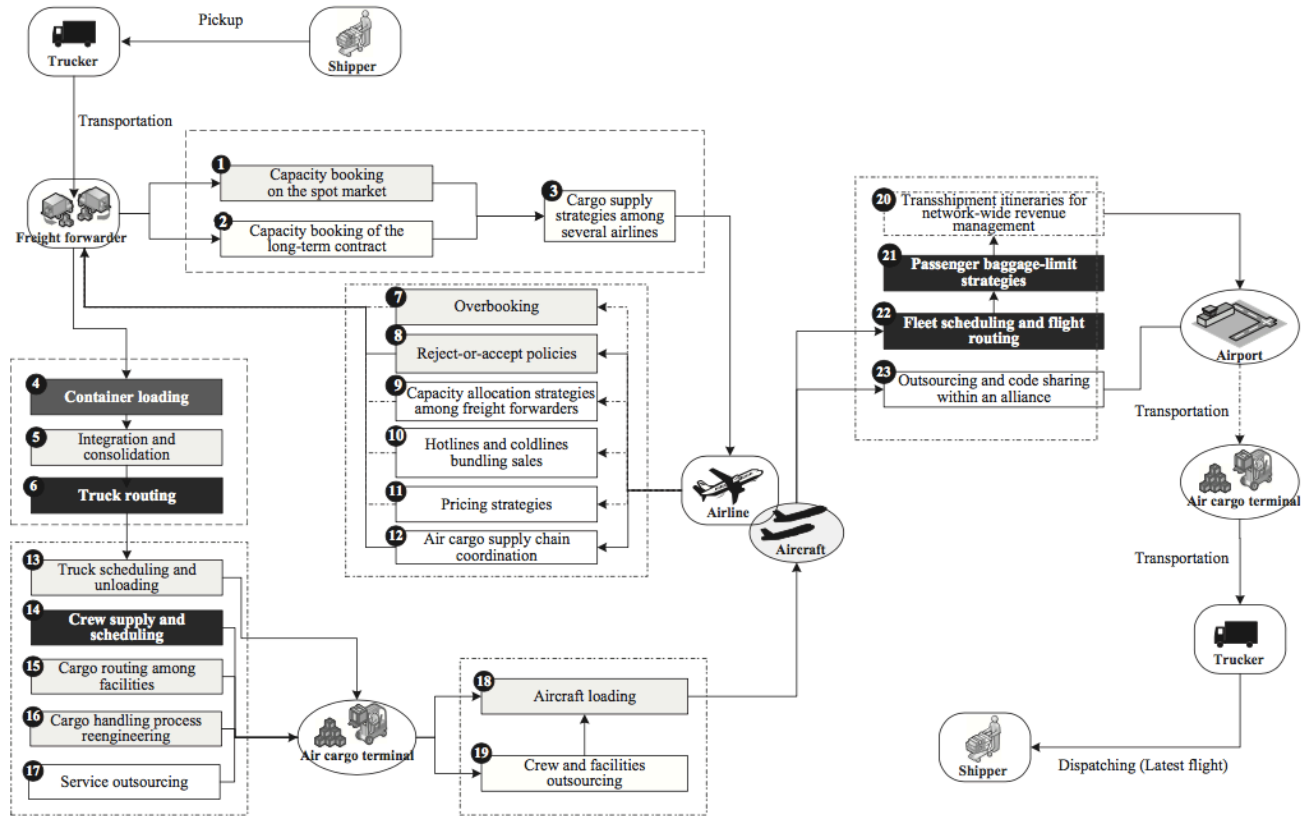 Pickup
Trucker
Shipper
Transportation
Freight forwarder
1
Capacity booking
on the spot market
2
Capacity booking of the
long-term contract
3
Cargo supply
strategies among
several airlines
4
Container loading
5
Integration and
consolidation
6
Truck routing
7
Overbooking
8
Reject-or-accept policies
9
Capacity allocation strategies
among freight forwarders
10
Hotlines and coldlines
bundling sales
11
Pricing strategies
12
Air cargo supply chain
coordination
Airline
Aircraft
13
Truck scheduling and
unloading
14
Crew supply and
scheduling
15
Cargo routing among
facilities
16
Cargo handling process
reengineering
17
Service outsourcing
Air cargo terminal
18
Aircraft loading
19
Crew and facilities
outsourcing
20
Transshipment itineraries for
network-wide revenue
management
21
Passenger baggage-limit
strategies
22
Fleet scheduling and flight
routing
23
Outsourcing and code sharing
within an alliance
Airport
Transportation
Air cargo terminal
Transportation
Trucker
Shipper
Dispatching (Latest flight)